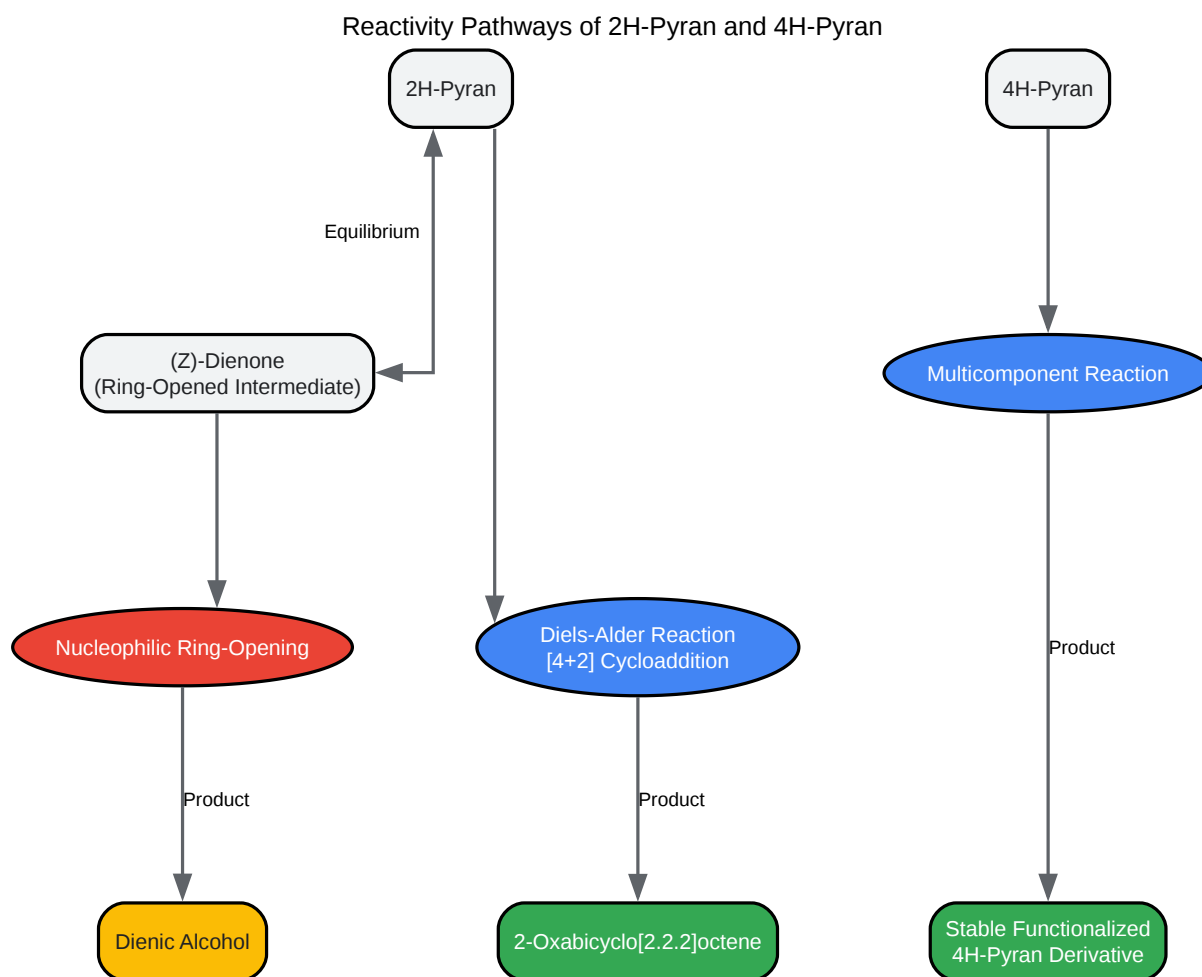 Reactivity Pathways of 2H-Pyran and 4H-Pyran
2H-Pyran
4H-Pyran
Equilibrium
(Z)-Dienone
(Ring-Opened Intermediate)
Multicomponent Reaction
Nucleophilic Ring-Opening
Diels-Alder Reaction
[4+2] Cycloaddition
Product
Product
Product
Dienic Alcohol
2-Oxabicyclo[2.2.2]octene
Stable Functionalized
4H-Pyran Derivative